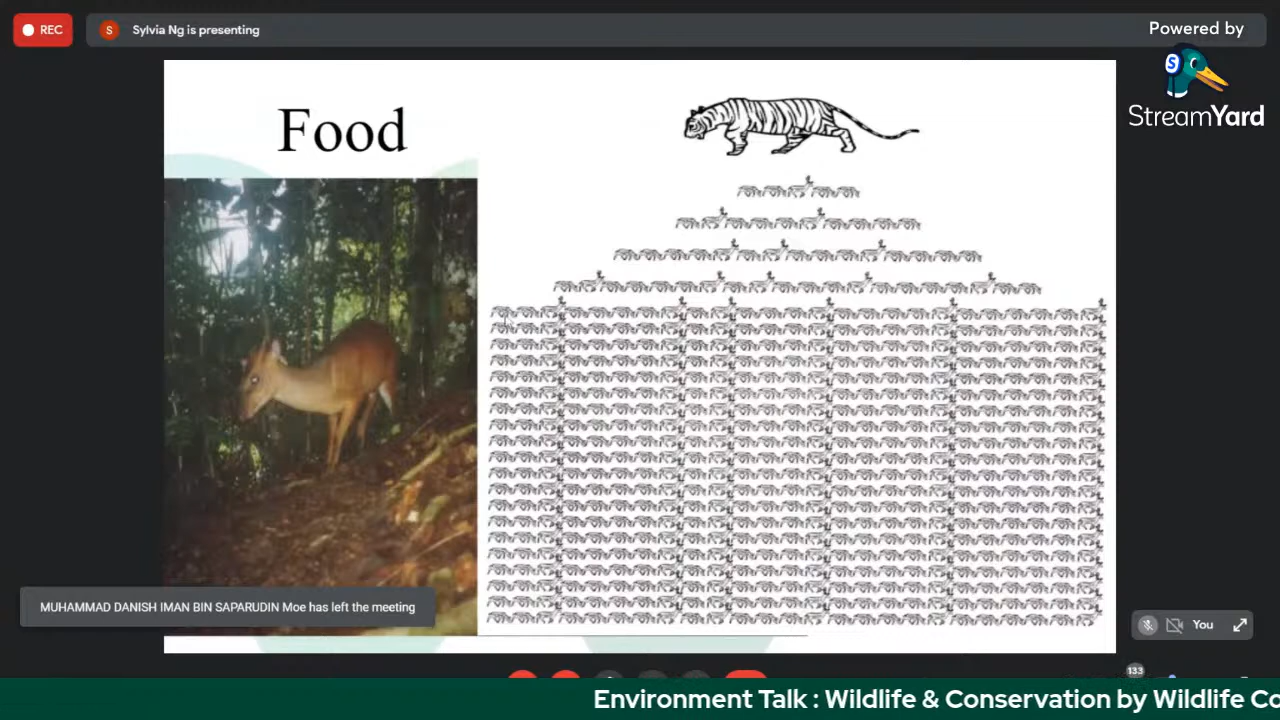 REC
Sylvia Ng is presenting
Powered by
S
StreamYard
Food
MUHAMMAD DANISH IMAN BIN SAPARUDIN Moe has left the meeting
You
133
Environment Talk : Wildlife & Conservation by Wildlife Co